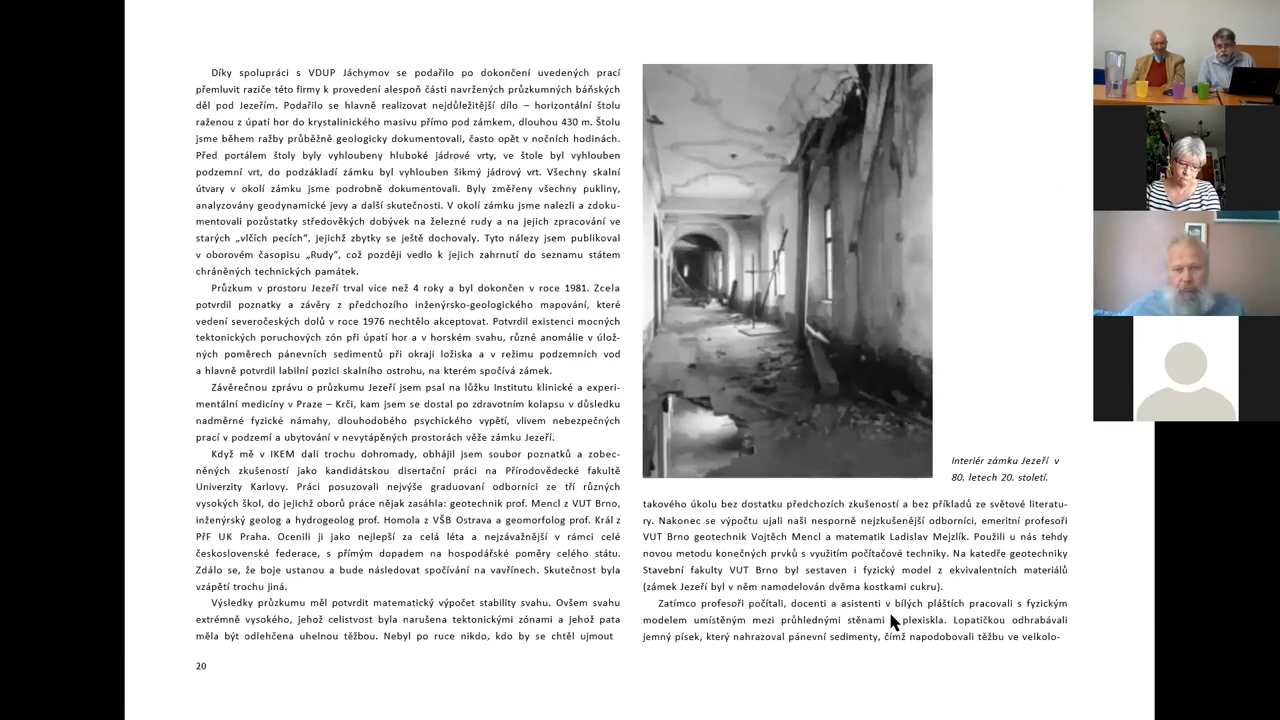 Díky spolupráci s VDUP Jáchymov se podařilo po dokončení uvedených prací
přemluvit raziče této firmy k provedení alespoň části navržených průzkumných báňských
děl pod Jezeřím. Podařilo se hlavně realizovat nejdůležitější dílo – horizontální štolu
raženou z úpatí hor do krystalinického masivu přímo pod zámkem, dlouhou 430 m. Štolu
jsme během ražby průběžně geologicky dokumentovali, často opět v nočních hodinách.
Před portálem štoly byly vyhloubeny hluboké jádrové vrty, ve štole byl vyhlouben
podzemní vrt, do podzákladí zámku byl vyhlouben šikmý jádrový vrt. Všechny skalní
útvary v okolí zámku jsme podrobně dokumentovali. Byly změřeny všechny pukliny,
analyzovány geodynamické jevy a další skutečnosti. V okolí zámku jsme nalezli a zdoku-
mentovali pozůstatky středověkých dobývek na železné rudy a na jejich zpracování ve
starých „vlčích pecích“, jejichž zbytky se ještě dochovaly. Tyto nálezy jsem publikoval
v oborovém časopisu „Rudy“, což později vedlo k jejich zahrnutí do seznamu státem
chráněných technických památek.
Průzkum v prostoru Jezeří trval více než 4 roky a byl dokončen v roce 1981. Zcela
potvrdil poznatky a závěry z předchozího inženýrsko-geologického mapování, které
vedení severočeských dolů v roce 1976 nechtělo akceptovat. Potvrdil existenci mocných
tektonických poruchových zón při úpatí hor a v horském svahu, různé anomálie v úlož-
ných poměrech pánevních sedimentů při okraji ložiska a v režimu podzemních vod
a hlavně potvrdil labilní pozici skalního ostrohu, na kterém spočívá zámek.
Závěrečnou zprávu o průzkumu Jezeří jsem psal na lůžku Institutu klinické a experi-
mentální medicíny v Praze – Krči, kam jsem se dostal po zdravotním kolapsu v důsledku
nadměrné fyzické námahy, dlouhodobého psychického vypětí, vlivem nebezpečných
prací v podzemí a ubytování v nevytápěných prostorách věže zámku Jezeří.
Když mě v IKEM dali trochu dohromady, obhájil jsem soubor poznatků a zobec-
něných zkušeností jako kandidátskou disertační práci na Přírodovědecké fakultě
Univerzity Karlovy. Práci posuzovali nejvýše graduovaní odborníci ze tří různých
vysokých škol, do jejichž oborů práce nějak zasáhla: geotechnik prof. Mencl z VUT Brno,
inženýrský geolog a hydrogeolog prof. Homola z VŠB Ostrava a geomorfolog prof. Král z
PřF UK Praha. Ocenili ji jako nejlepší za celá léta a nejzávažnější v rámci celé
československé federace, s přímým dopadem na hospodářské poměry celého státu.
Zdálo se, že boje ustanou a bude následovat spočívání na vavřínech. Skutečnost byla
vzápětí trochu jiná.
Výsledky průzkumu měl potvrdit matematický výpočet stability svahu. Ovšem svahu
extrémně vysokého, jehož celistvost byla narušena tektonickými zónami a jehož pata
měla být odlehčena uhelnou těžbou. Nebyl po ruce nikdo, kdo by se chtěl ujmout
20
Interiér zámku Jezeří v
80. letech 20. století.
takového úkolu bez dostatku předchozích zkušeností a bez příkladů ze světové literatu-
ry. Nakonec se výpočtu ujali naši nesporně nejzkušenější odborníci, emeritní profesoři
VUT Brno geotechnik Vojtěch Mencl a matematik Ladislav Mejzlík. Použili u nás tehdy
novou metodu konečných prvků s využitím počítačové techniky. Na katedře geotechniky
Stavební fakulty VUT Brno byl sestaven i fyzický model z ekvivalentních materiálů
(zámek Jezeří byl v něm namodelován dvěma kostkami cukru).
Zatímco profesoři počítali, docenti a asistenti v bílých pláštích pracovali s fyzickým
modelem umístěným mezi průhlednými stěnami plexiskla. Lopatičkou odhrabávali
jemný písek, který nahrazoval pánevní sedimenty, čímž napodobovali těžbu ve velkolo-